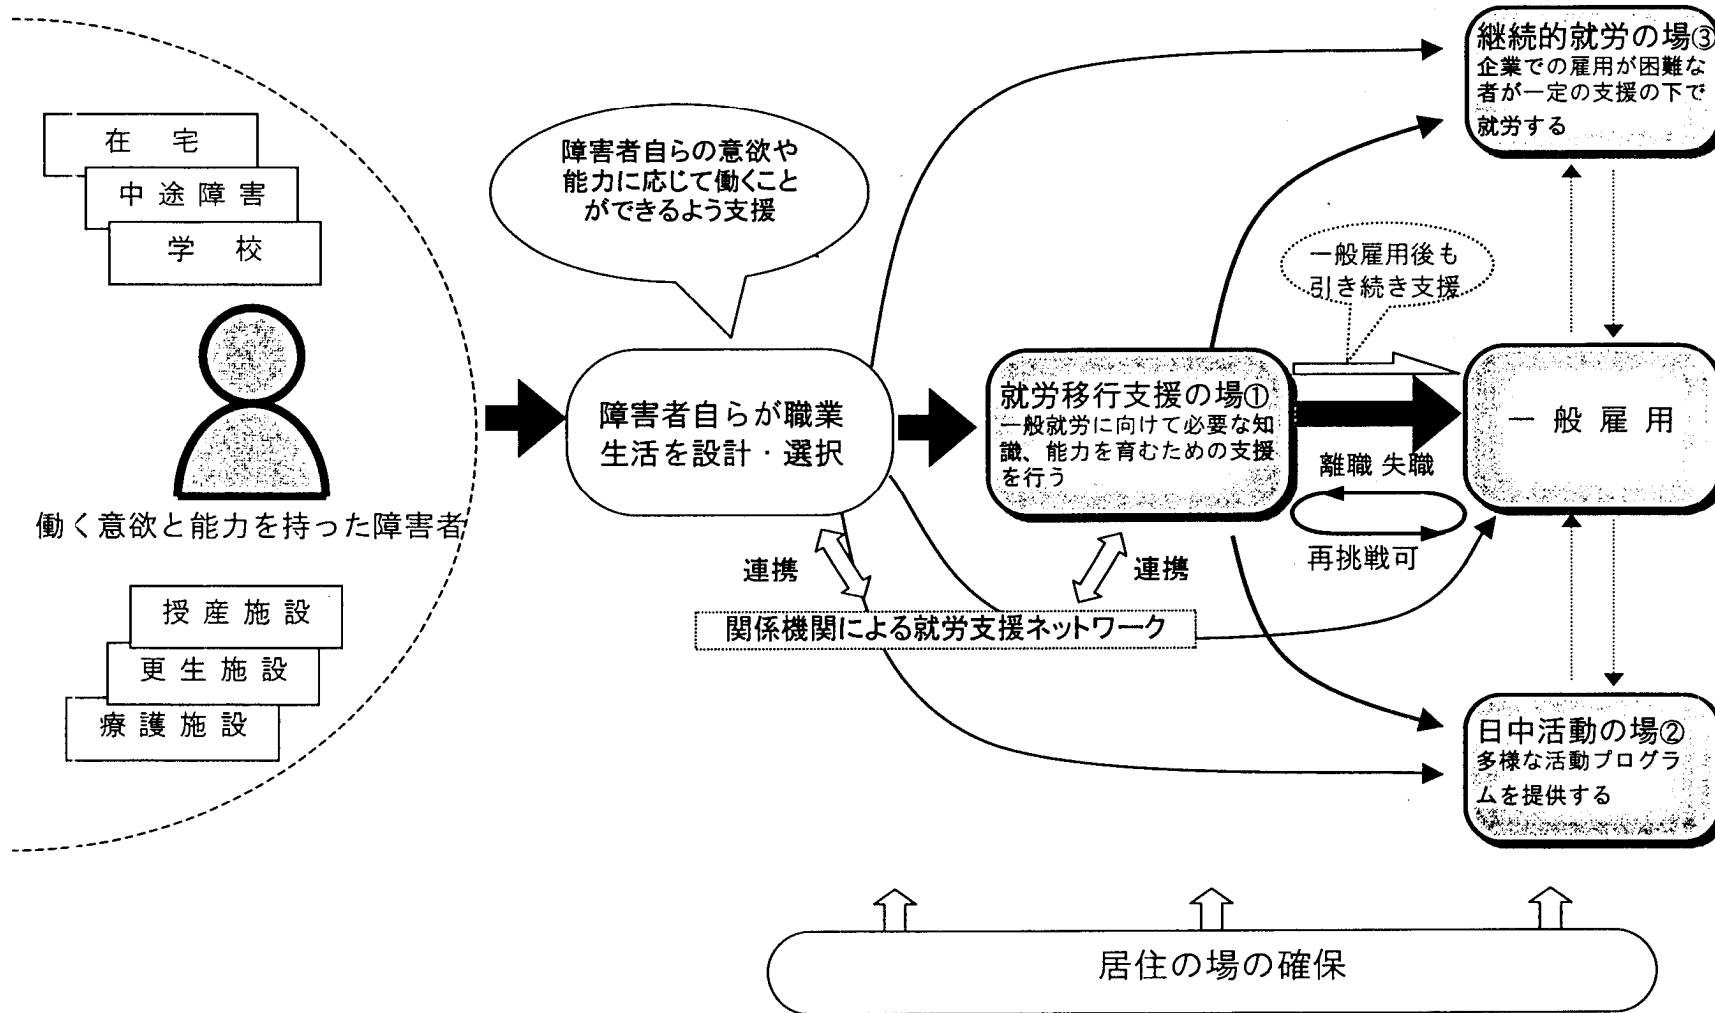 在 宅
中 途 障 害
学 校
働く意欲と能力を持った障害者
授 産 施 設
更 生 施 設
療 護 施 設
障害者自らの意欲や
能力に応じて働くこと
ができるよう支援
障害者自らが職業
生活を設計・選択
就労移行支援の場①
一般就労に向けて必要な知
識、能力を育むための支援
を行う
連携
連携
関係機関による就労支援ネットワーク
一般雇用後も
引き続き支援
離職 失職
再挑戦可
継続的就労の場③
企業での雇用が困難な
者が一定の支援の下で
就労する
一 般 雇 用
日中活動の場②
多様な活動プログラ
ムを提供する
居住の場の確保